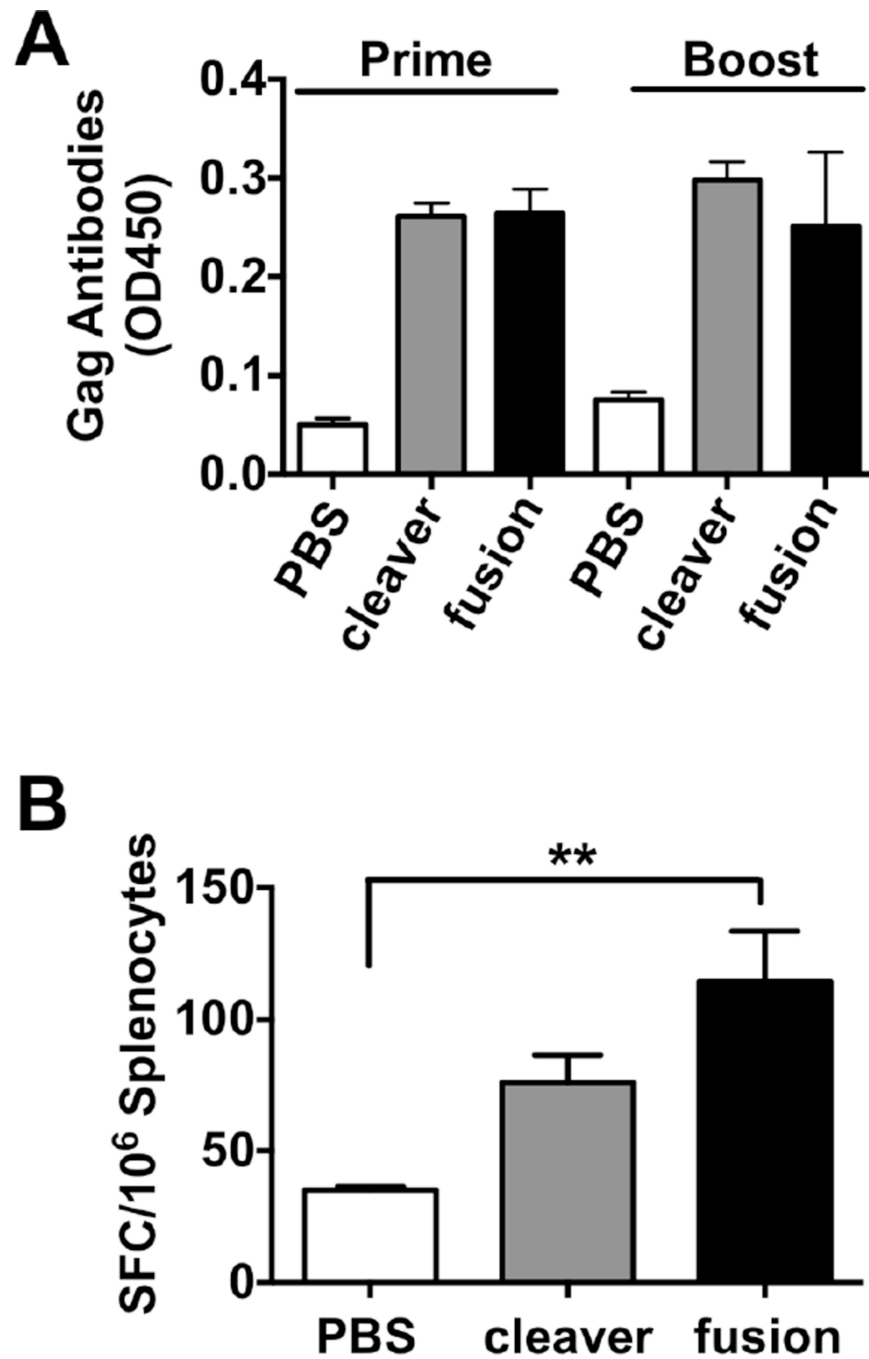 A
Prime Boost
Gag Antibodies
(OD450)
0.4
0.3
0.2
0.1
0.0
PBS cleaver fusion PBS cleaver fusion
B
**
SFC/10⁶ Splenocytes
150
100
50
0
PBS cleaver fusion